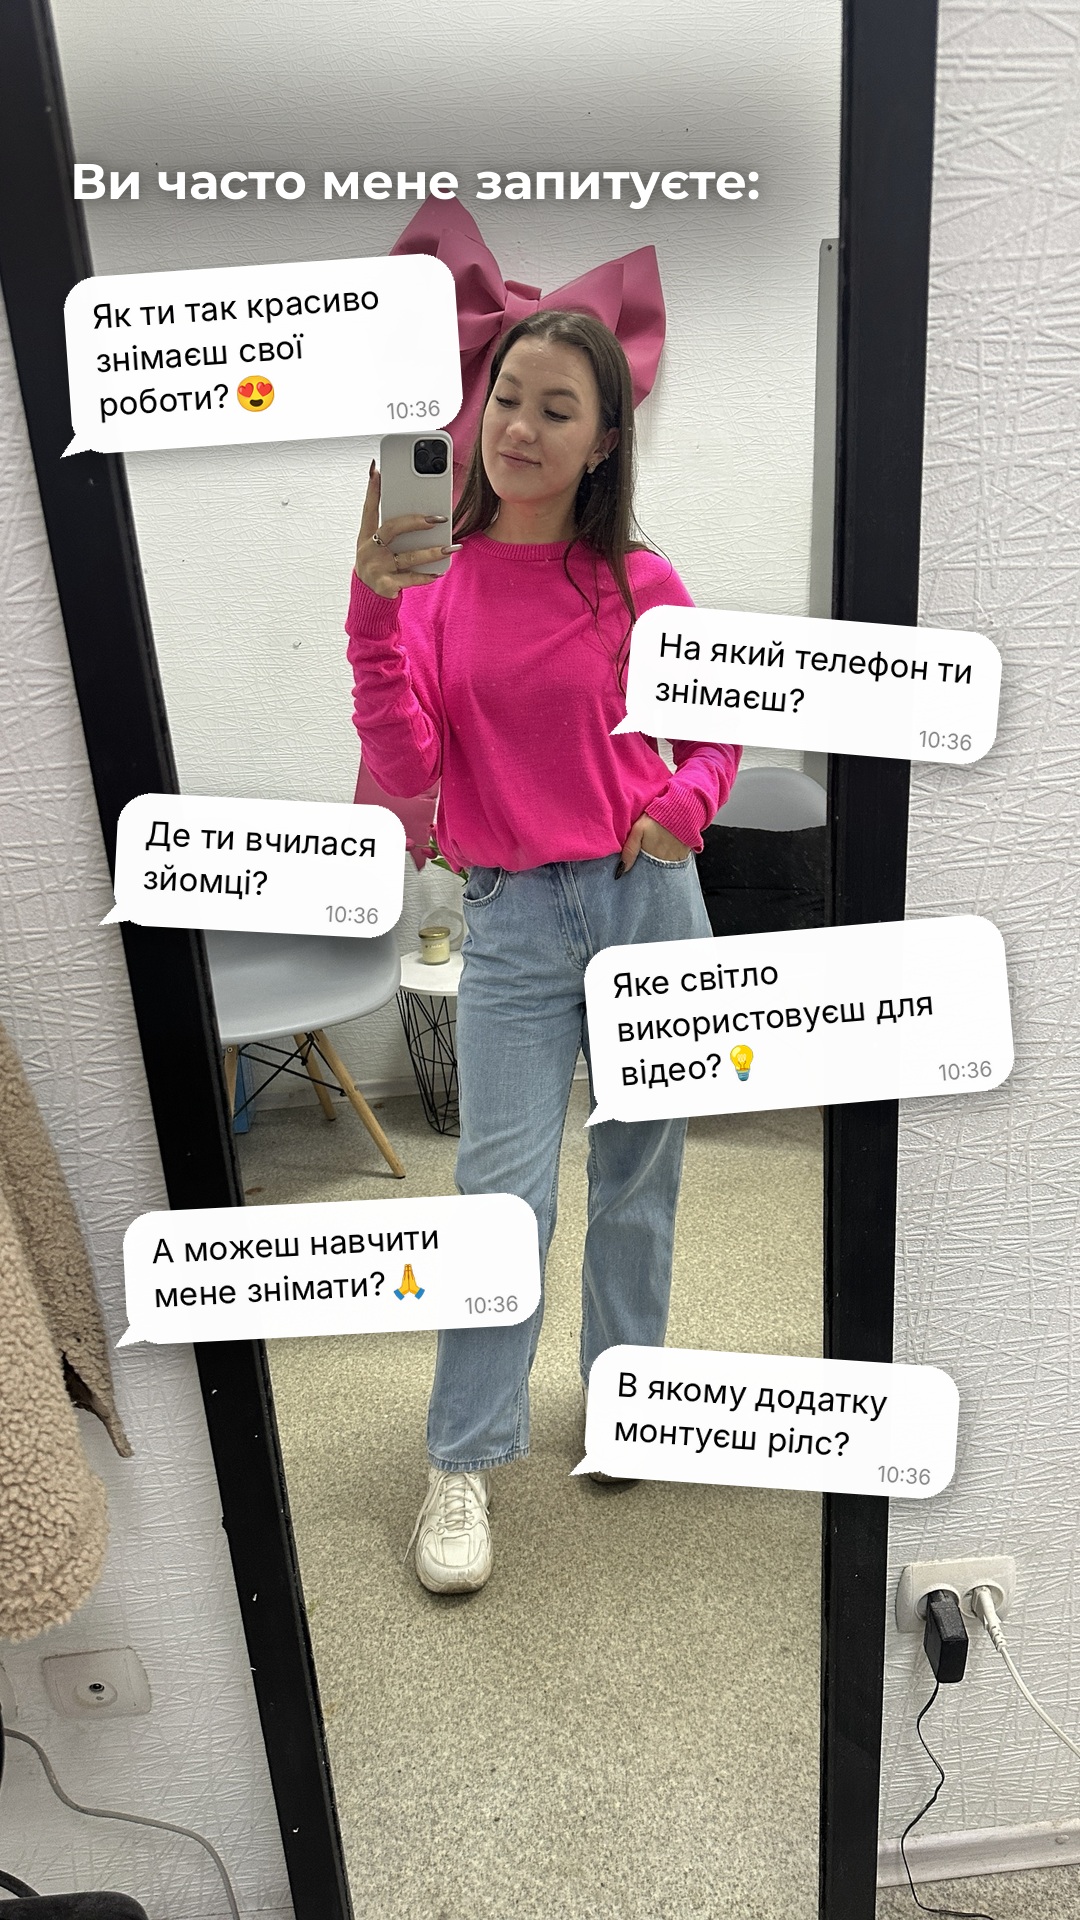 Ви часто мене запитуєте:
Як ти так красиво
знімаєш свої
роботи?😍
10:36
На який телефон ти
знімаєш?
10:36
Де ти вчилася
зйомці?
10:36
Яке світло
використовуєш для
відео?💡
10:36
А можеш навчити
мене знімати?🙏
10:36
В якому додатку
монтуєш рілс?
10:36